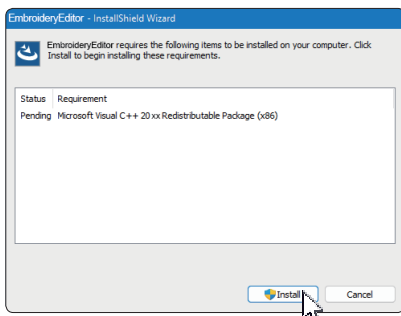 EmbroideryEditor - InstallShield Wizard
EmbroideryEditor requires the following items to be installed on your computer. Click
Install to begin installing these requirements.
Status Requirement
Pending Microsoft Visual C++ 20xx Redistributable Package (x86)
Install Cancel